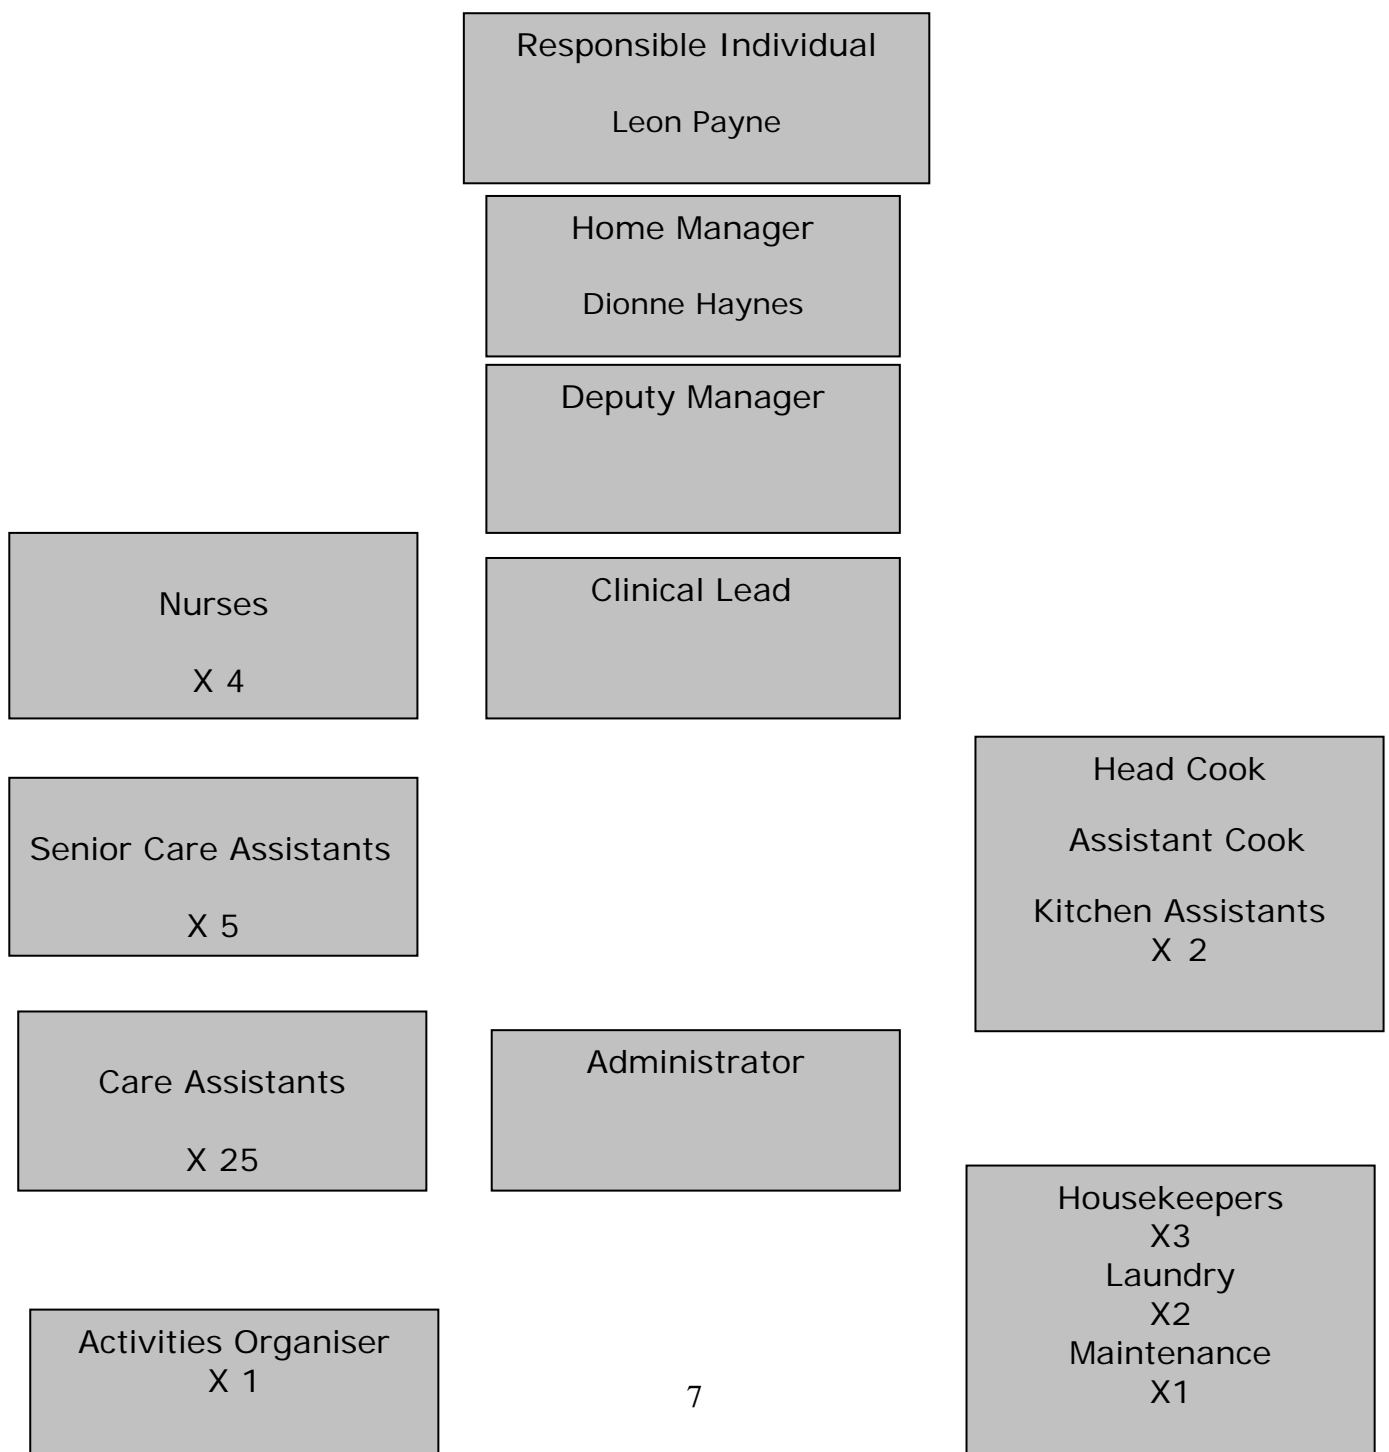 Responsible Individual
Leon Payne
Home Manager
Dionne Haynes
Deputy Manager
Nurses
X 4
Clinical Lead
Senior Care Assistants
X 5
Head Cook
Assistant Cook
Kitchen Assistants
X 2
Care Assistants
X 25
Administrator
Housekeepers
X3
Laundry
X2
Maintenance
X1
Activities Organiser
X 1
7